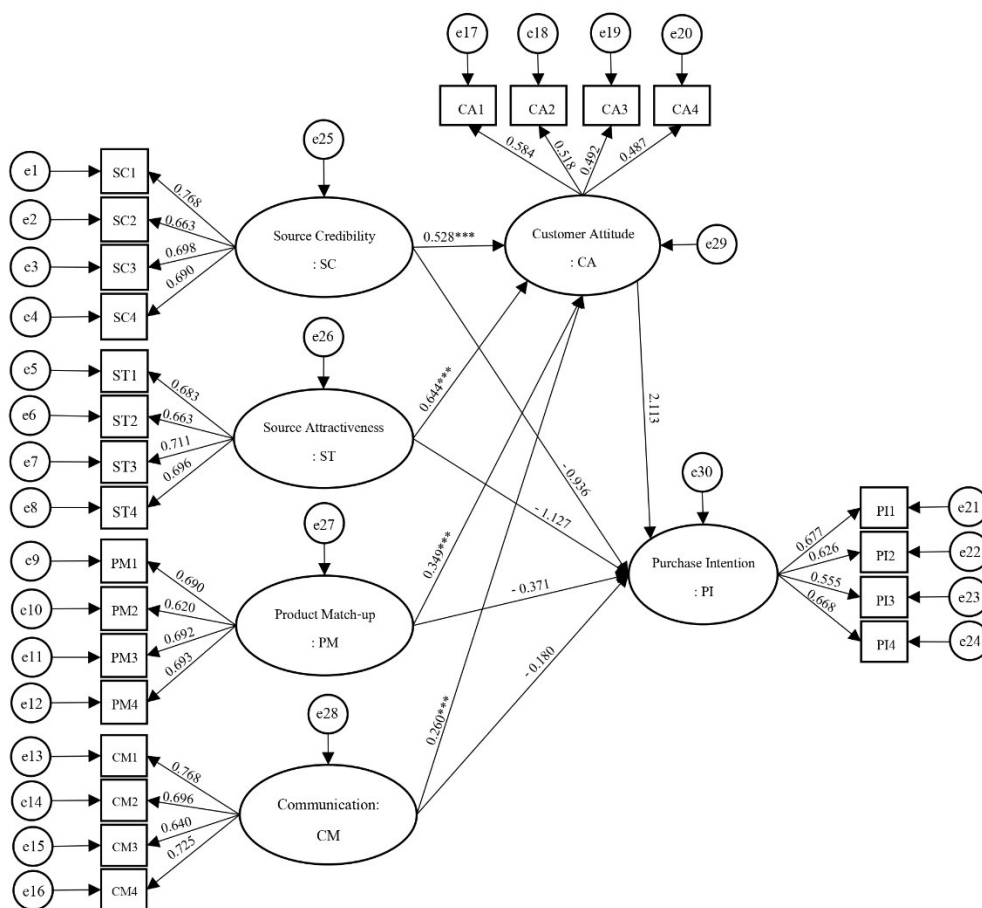 e17
e18
e19
e20
CA1
CA2
CA3
CA4
0.584
0.518
0.492
0.487
e25
e1
SC1
e2
SC2
e3
SC3
e4
SC4
0.768
0.663
0.698
0.690
Source Credibility
: SC
0.528***
Customer Attitude
: CA
e29
e26
e5
ST1
e6
ST2
e7
ST3
e8
ST4
0.683
0.663
0.711
0.696
Source Attractiveness
: ST
0.644***
- 0.936
- 1.127
2.113
e27
e9
PM1
e10
PM2
e11
PM3
e12
PM4
0.690
0.620
0.692
0.693
Product Match-up
: PM
0.349***
- 0.371
e30
Purchase Intention
: PI
0.677
0.626
0.555
0.668
PI1
e21
PI2
e22
PI3
e23
PI4
e24
e28
e13
CM1
e14
CM2
e15
CM3
e16
CM4
0.768
0.696
0.640
0.725
Communication:
CM
0.260***
- 0.180